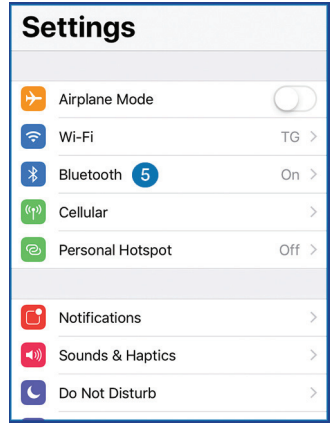 Settings
Airplane Mode
Wi-Fi TG
Bluetooth 5 On
Cellular
Personal Hotspot Off
Notifications
Sounds & Haptics
Do Not Disturb